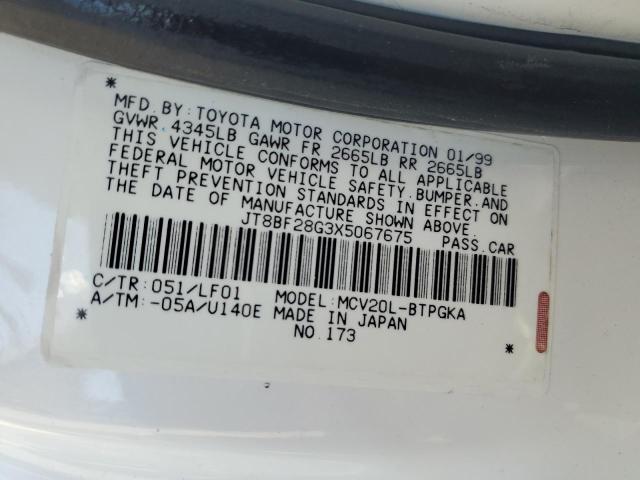 MFD. BY: TOYOTA MOTOR CORPORATION 01/99
GVWR 4345LB GAWR FR 2665LB RR 2665LB
THIS VEHICLE CONFORMS TO ALL APPLICABLE
FEDERAL MOTOR VEHICLE SAFETY, BUMPER, AND
THEFT PREVENTION STANDARDS IN EFFECT ON
THE DATE OF MANUFACTURE SHOWN ABOVE.
JT8BF28G3X5067675 PASS. CAR
C/TR: 051/LF01 MODEL: MCV20L-BTPGKA
A/TM: -05A/U140E MADE IN JAPAN
NO. 173